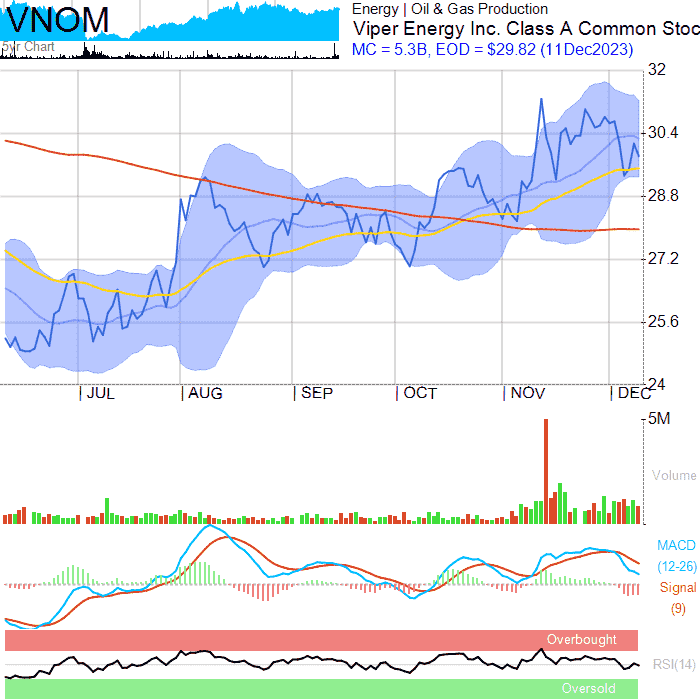 VNOM
5yr Chart
Energy | Oil & Gas Production
Viper Energy Inc. Class A Common Stoc
MC = 5.3B, EOD = $29.82 (11Dec2023)
32
30.4
28.8
27.2
25.6
24
JUL AUG SEP OCT NOV DEC
5M
Volume
MACD
(12-26)
Signal
(9)
Overbought
RSI(14)
Oversold